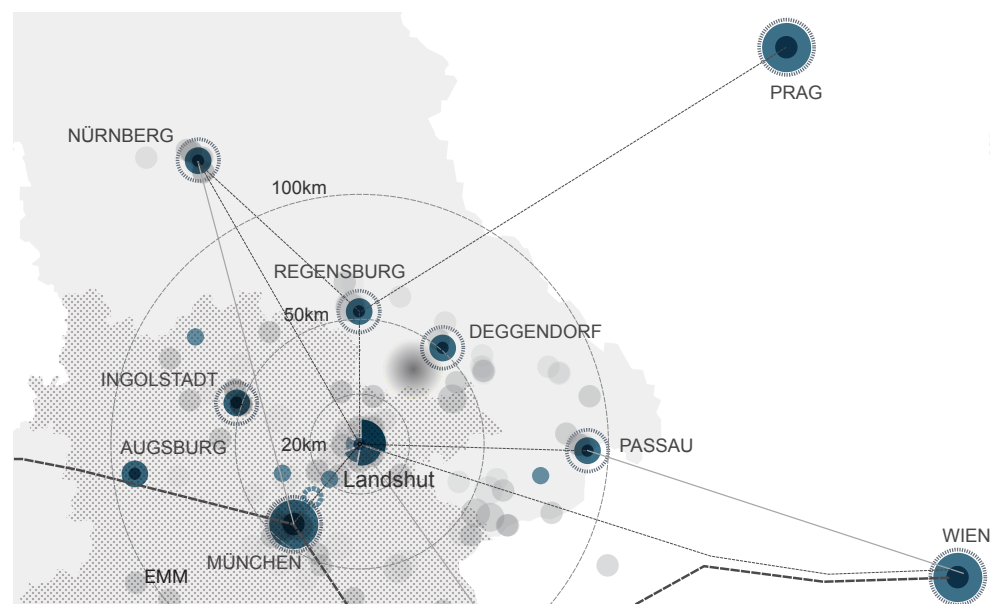 PRAG
NÜRNBERG
100km
REGENSBURG
50km
DEGGENDORF
INGOLSTADT
AUGSBURG
20km
PASSAU
Landshut
WIEN
MÜNCHEN
EMM